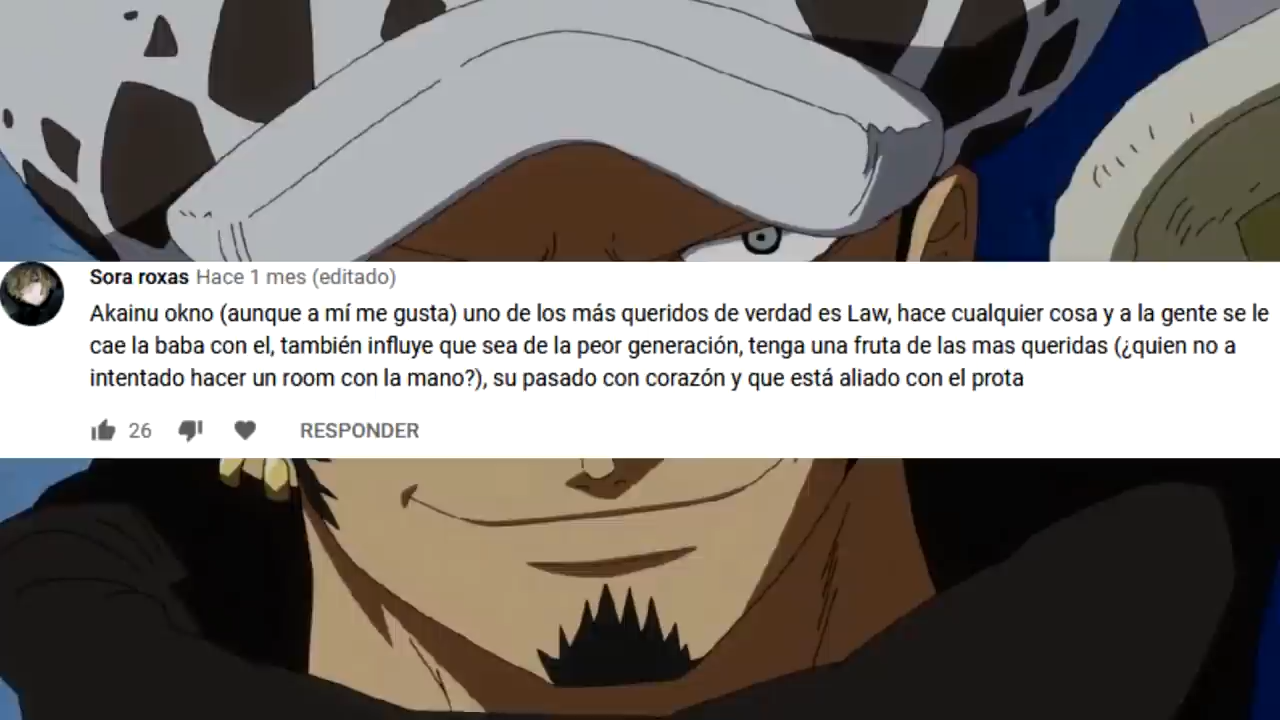 Sora roxas Hace 1 mes (editado)
Akainu okno (aunque a mí me gusta) uno de los más queridos de verdad es Law, hace cualquier cosa y a la gente se le
cae la baba con el, también influye que sea de la peor generación, tenga una fruta de las mas queridas (¿quien no a
intentado hacer un room con la mano?), su pasado con corazón y que está aliado con el prota
26 RESPONDER